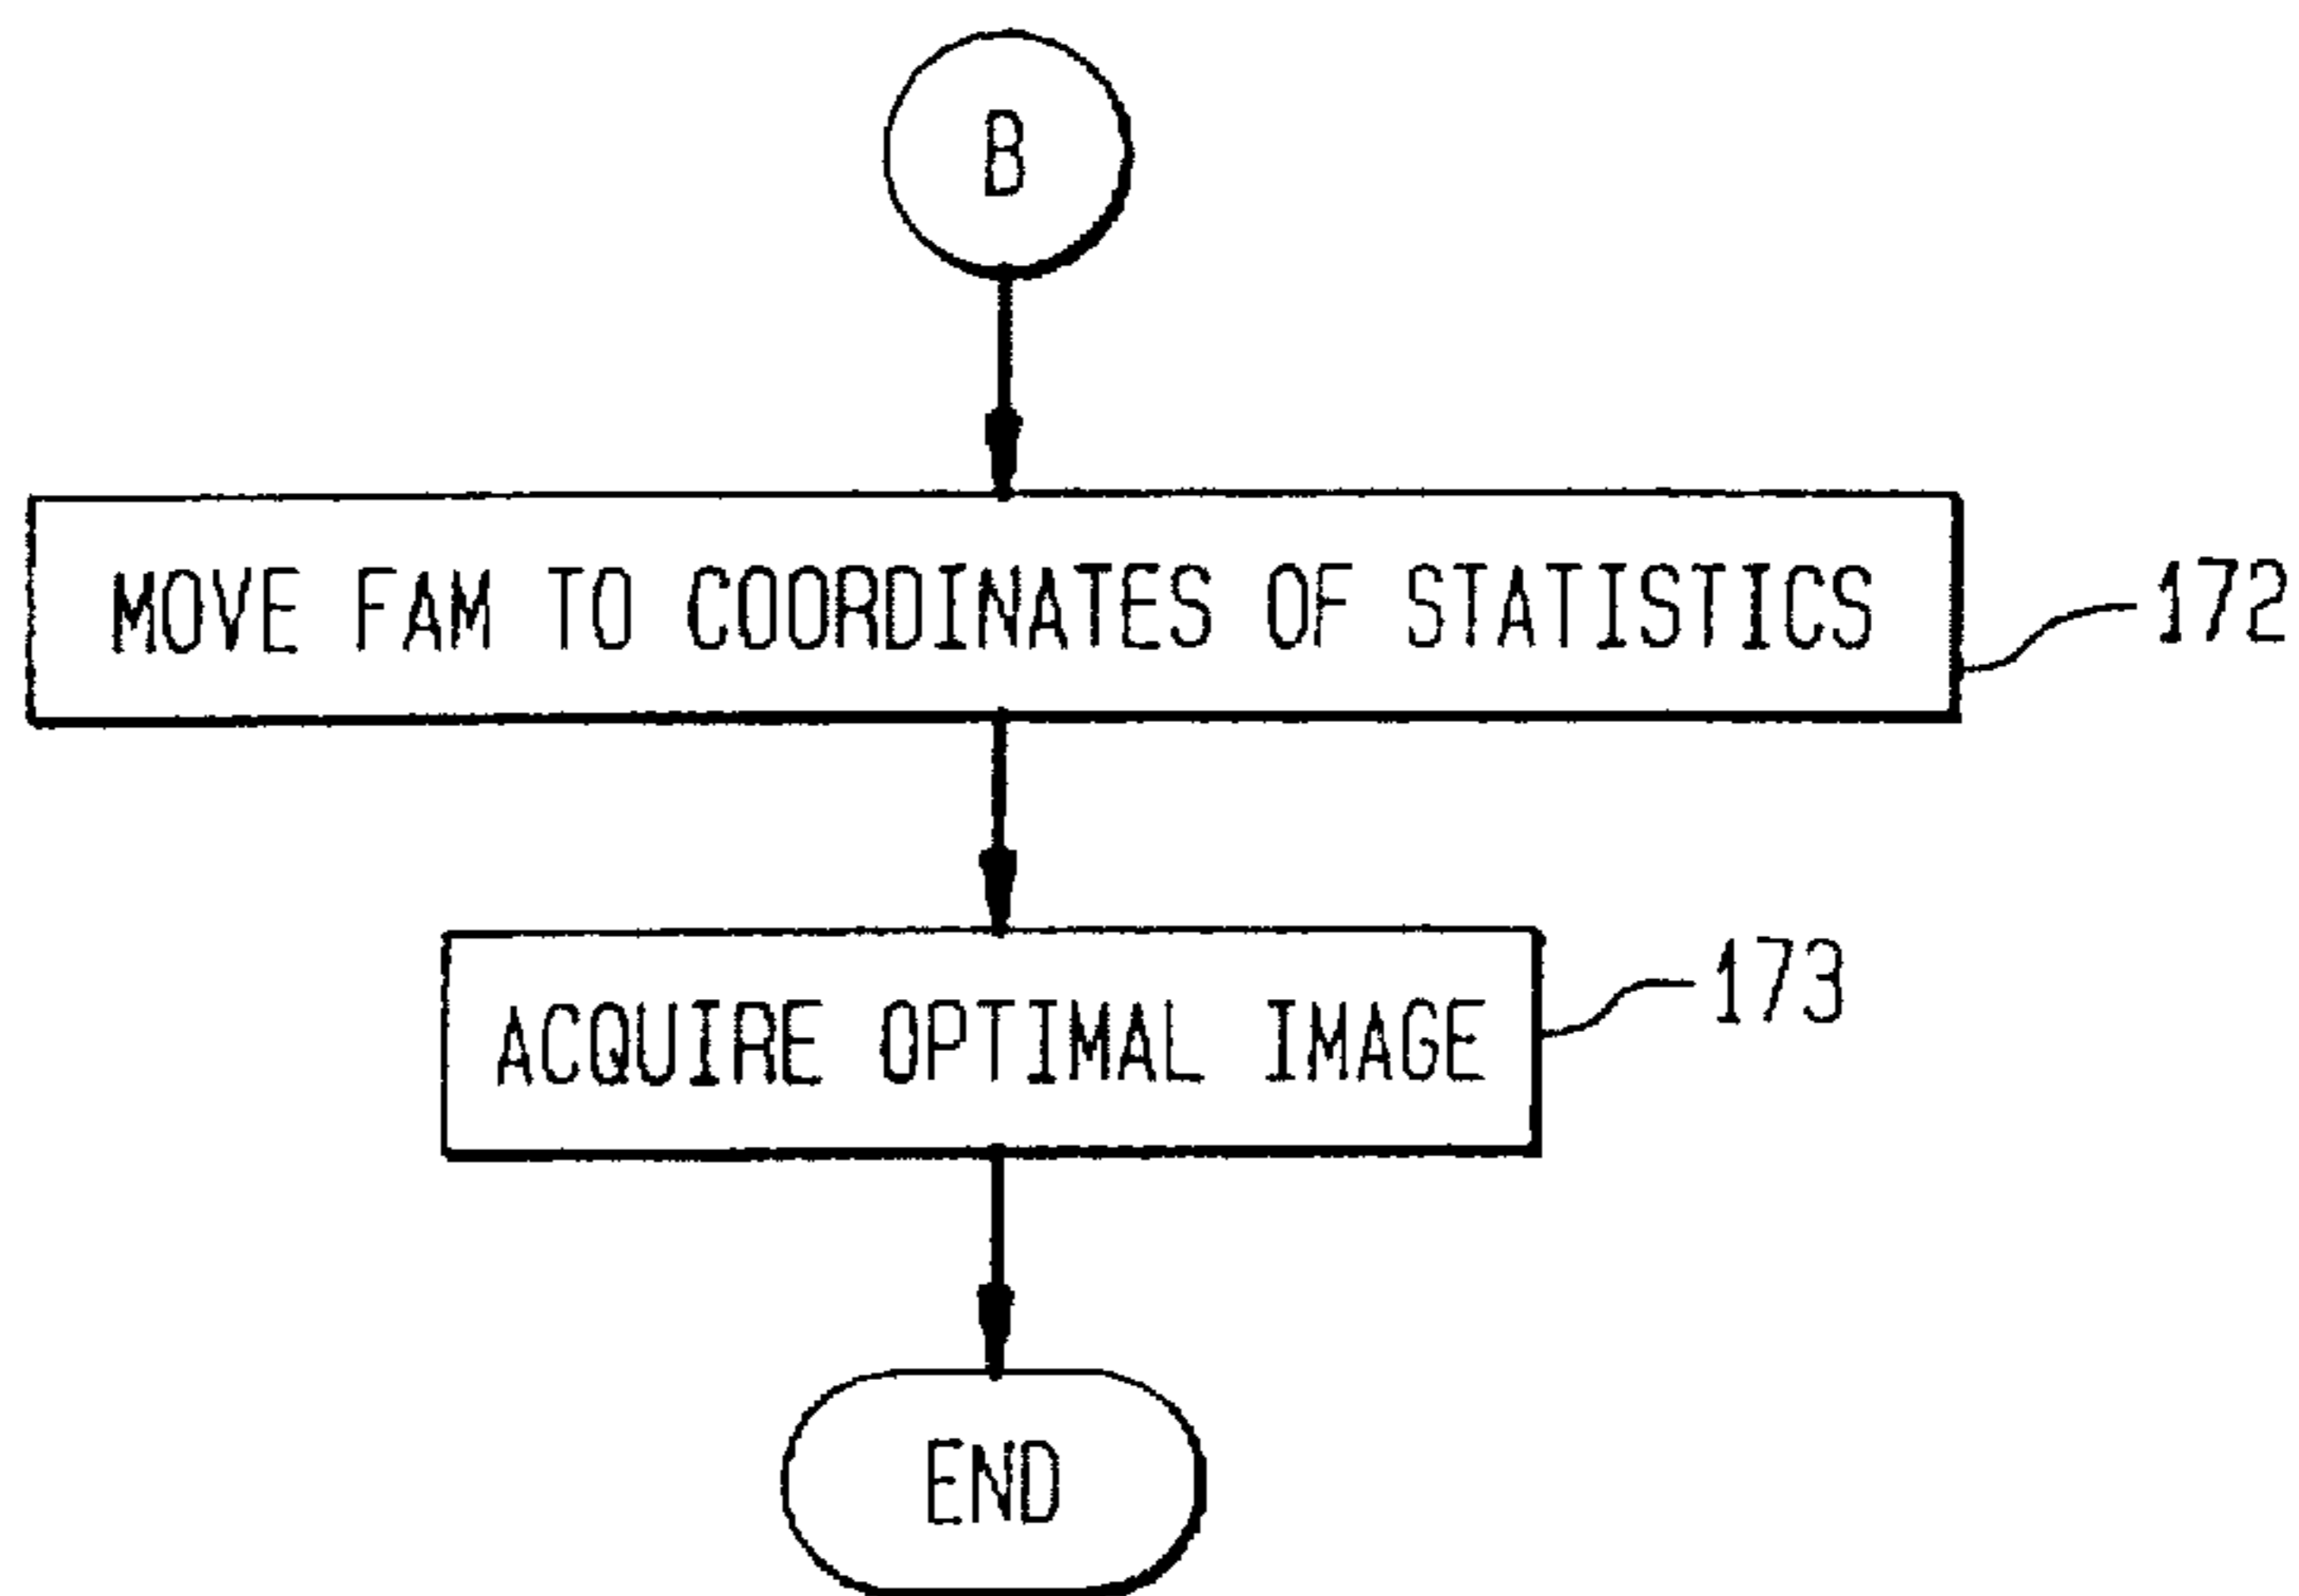 B
MOVE FAM TO COORDINATES OF STATISTICS
172
ACQUIRE OPTIMAL IMAGE
173
END